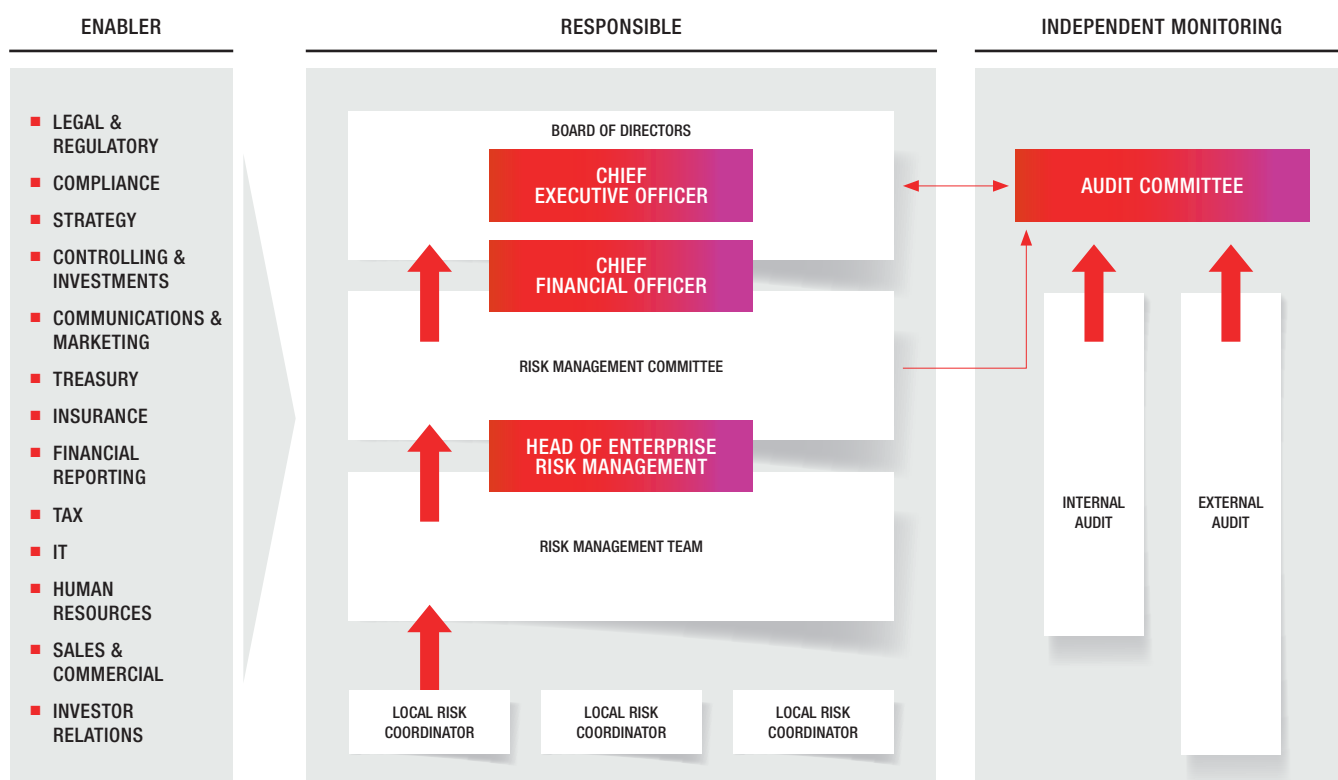 ENABLER
LEGAL &
REGULATORY
COMPLIANCE
STRATEGY
CONTROLLING &
INVESTMENTS
COMMUNICATIONS &
MARKETING
TREASURY
INSURANCE
FINANCIAL
REPORTING
TAX
IT
HUMAN
RESOURCES
SALES &
COMMERCIAL
INVESTOR
RELATIONS
RESPONSIBLE
BOARD OF DIRECTORS
CHIEF
EXECUTIVE OFFICER
CHIEF
FINANCIAL OFFICER
RISK MANAGEMENT COMMITTEE
HEAD OF ENTERPRISE
RISK MANAGEMENT
RISK MANAGEMENT TEAM
LOCAL RISK
COORDINATOR
LOCAL RISK
COORDINATOR
LOCAL RISK
COORDINATOR
INDEPENDENT MONITORING
AUDIT COMMITTEE
INTERNAL
AUDIT
EXTERNAL
AUDIT